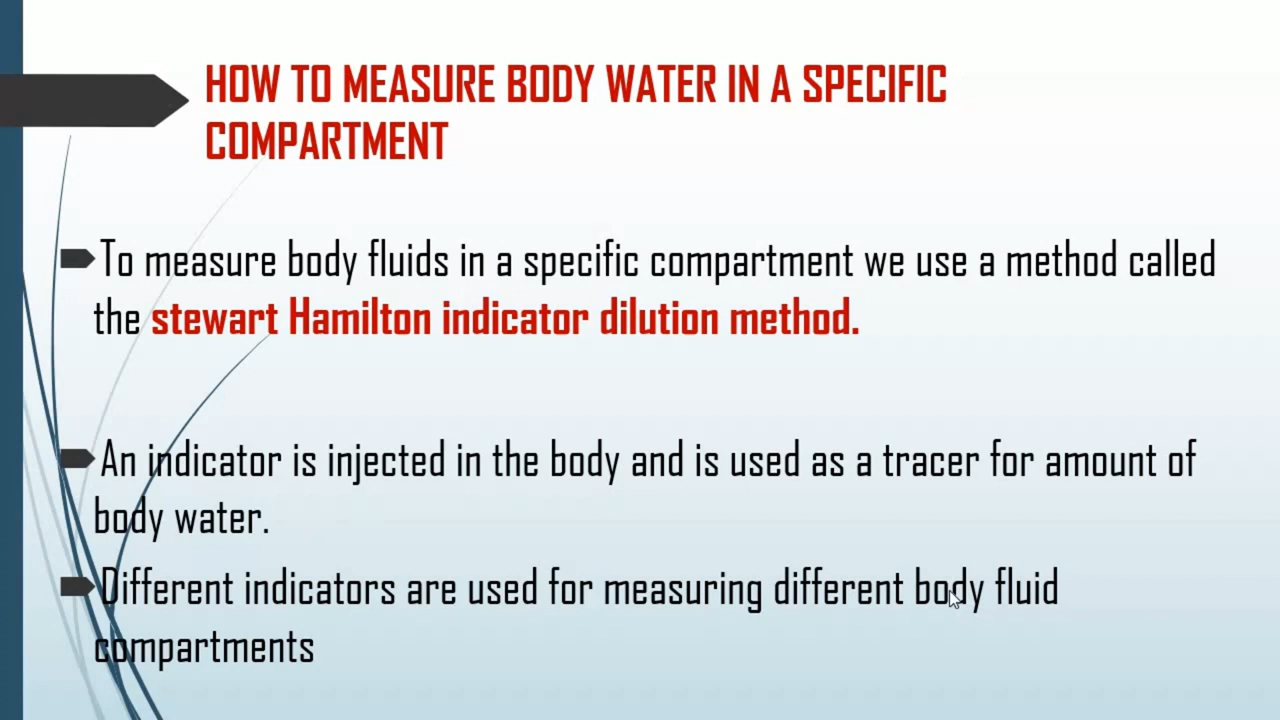 HOW TO MEASURE BODY WATER IN A SPECIFIC
COMPARTMENT
To measure body fluids in a specific compartment we use a method called
the stewart Hamilton indicator dilution method.
An indicator is injected in the body and is used as a tracer for amount of
body water.
Different indicators are used for measuring different body fluid
compartments